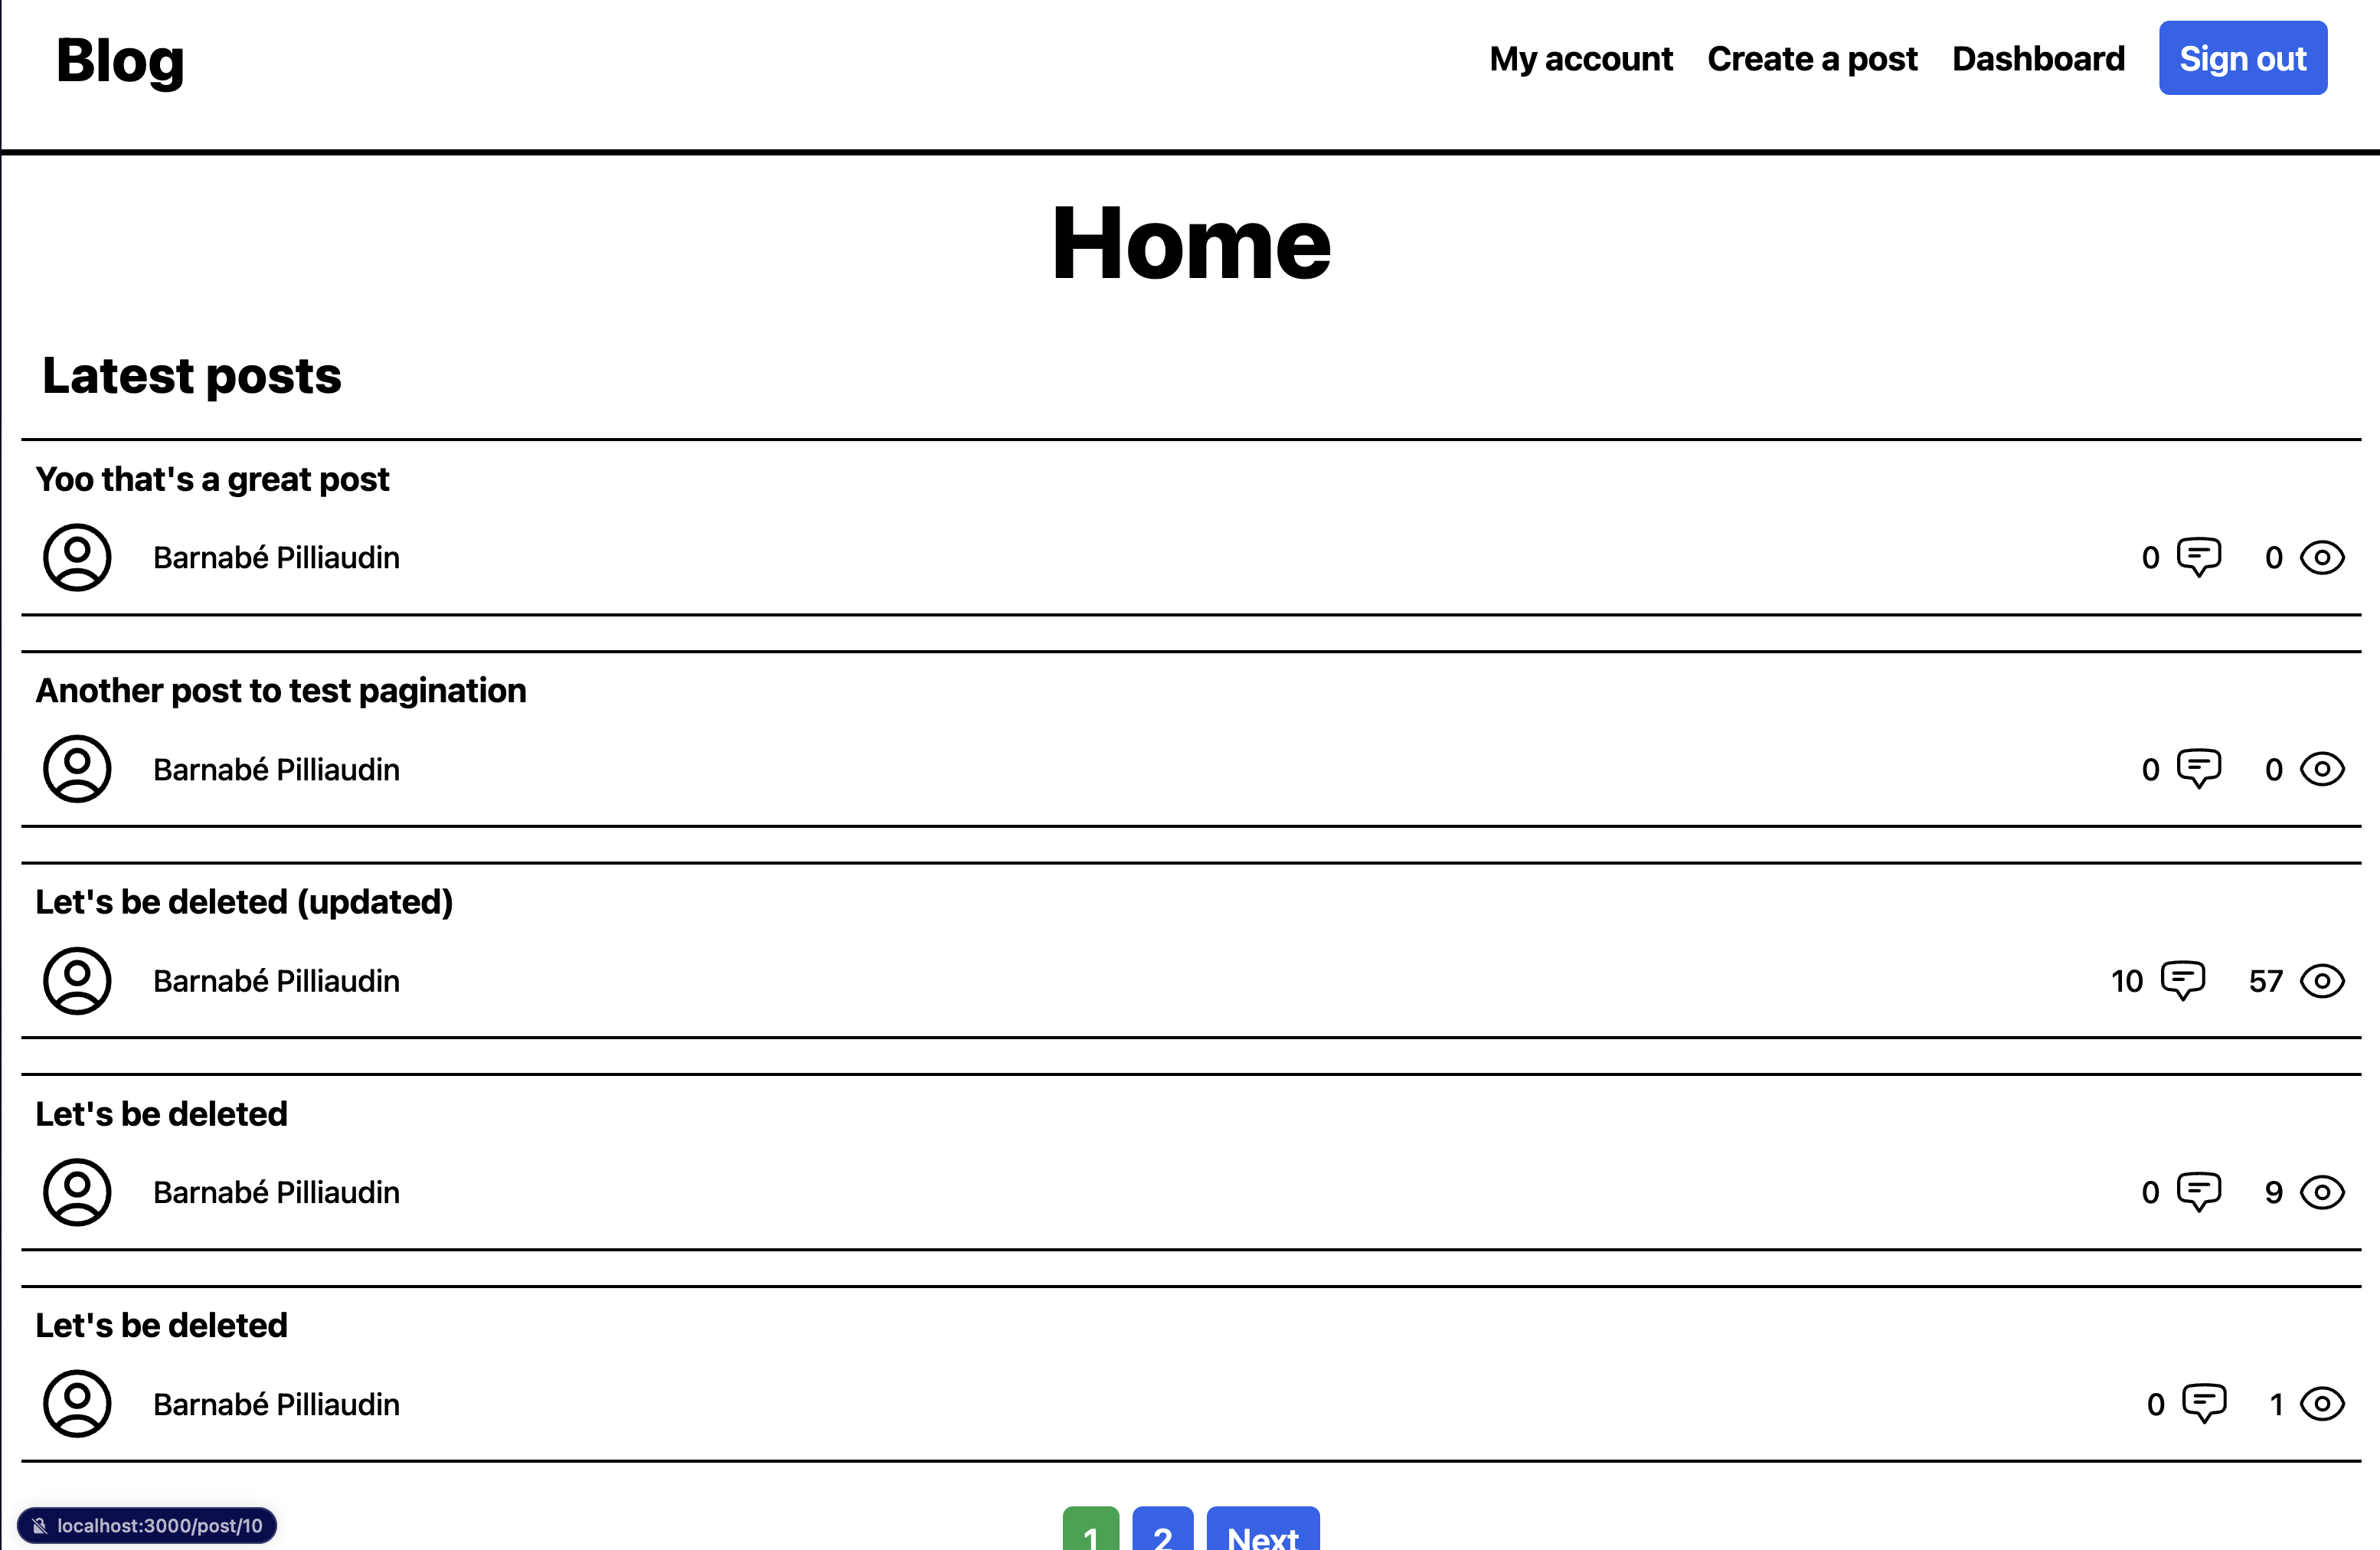 Blog
My account Create a post Dashboard Sign out
Home
Latest posts
Yoo that's a great post
Barnabé Pilliaudin 0 0
Another post to test pagination
Barnabé Pilliaudin 0 0
Let's be deleted (updated)
Barnabé Pilliaudin 10 57
Let's be deleted
Barnabé Pilliaudin 0 9
Let's be deleted
Barnabé Pilliaudin 0 1
1 2 Next
localhost:3000/post/10